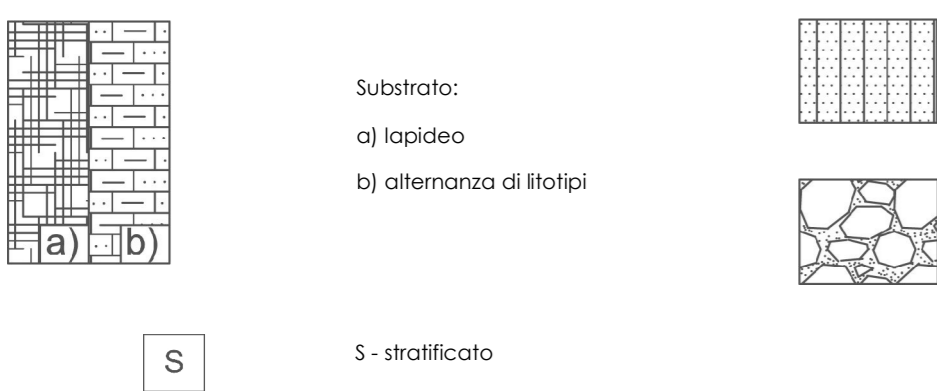 Substrato:
a) lapideo
b) alternanza di litotipi
a) b)
S
S - stratificato